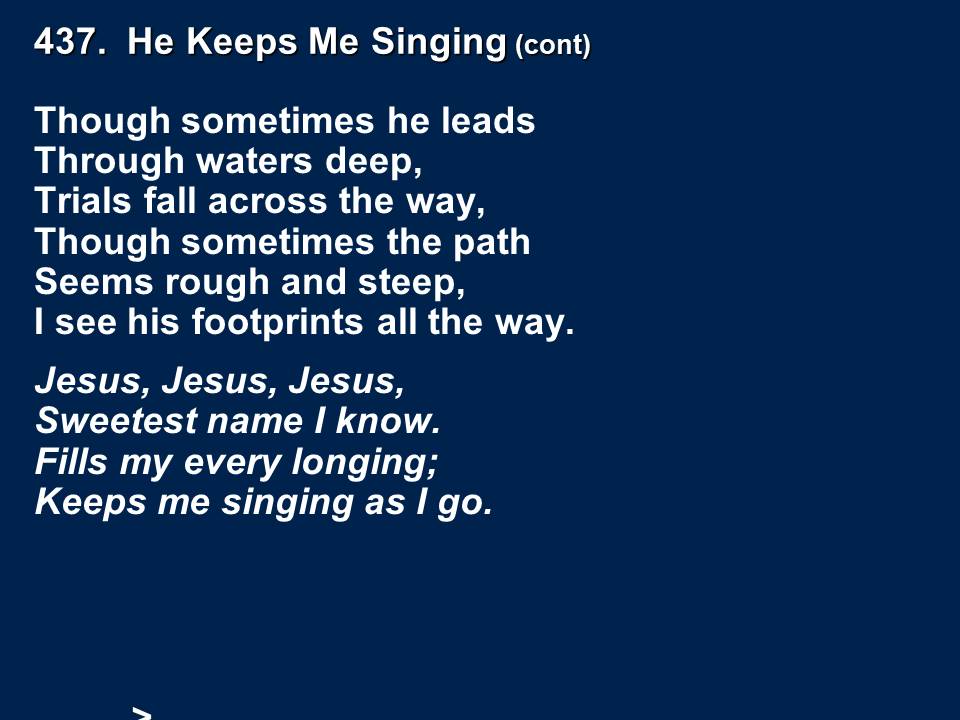 437.  He Keeps Me Singing (cont)
Though sometimes he leads
Through waters deep,
Trials fall across the way,
Though sometimes the path
Seems rough and steep,
I see his footprints all the way.
Jesus, Jesus, Jesus,
Sweetest name I know.
Fills my every longing;
Keeps me singing as I go.
>